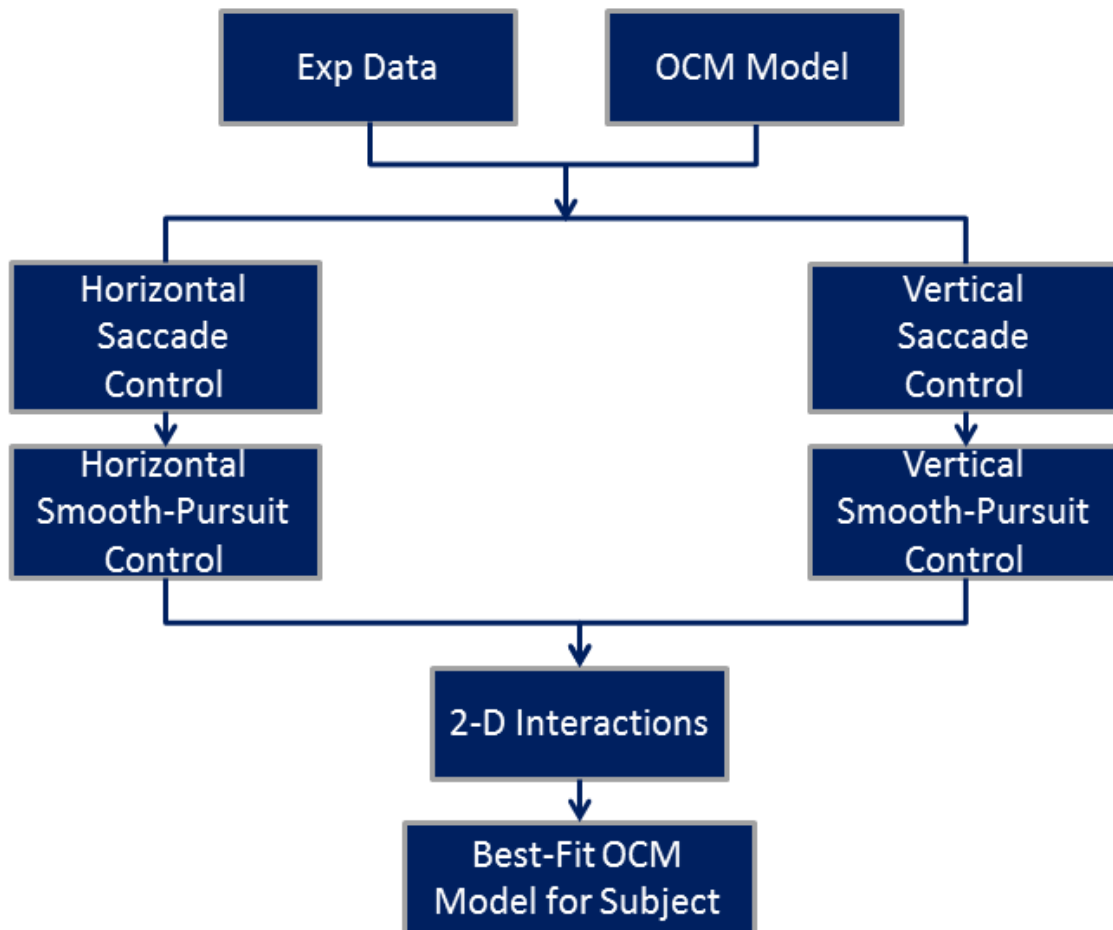 Exp Data
OCM Model
Horizontal
Saccade
Control
Vertical
Saccade
Control
Horizontal
Smooth-Pursuit
Control
Vertical
Smooth-Pursuit
Control
2-D Interactions
Best-Fit OCM
Model for Subject